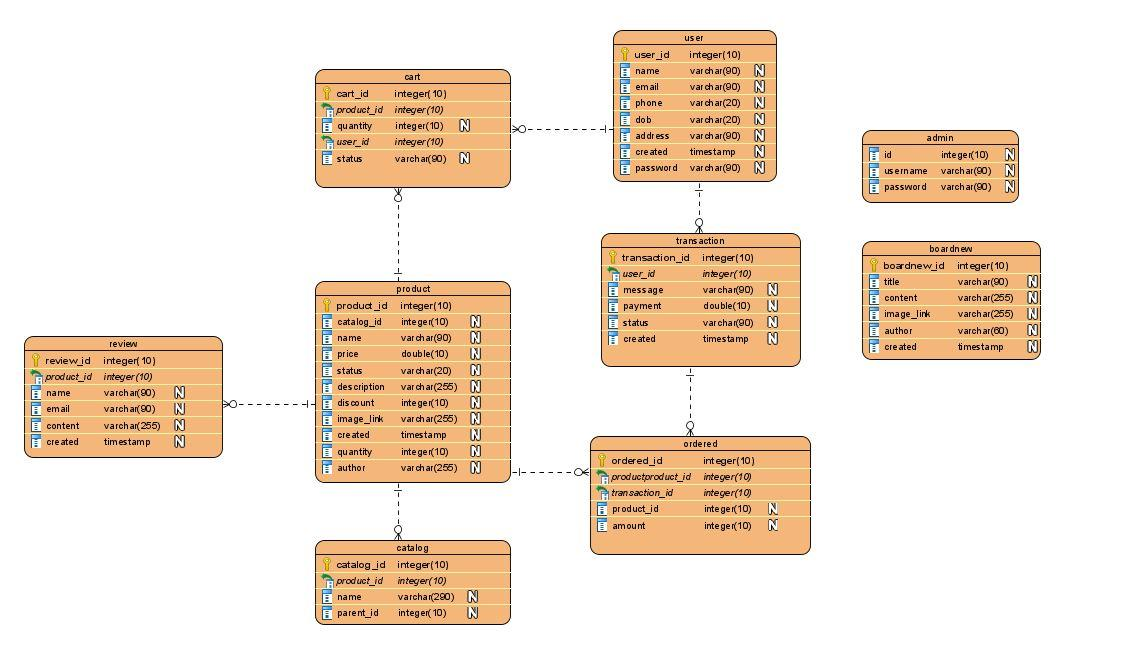 user
user_id integer(10)
name varchar(90) N
email varchar(90) N
phone varchar(20) N
dob varchar(20) N
address varchar(90) N
created timestamp N
password varchar(90) N
cart
cart_id integer(10)
product_id integer(10)
quantity integer(10) N
user_id integer(10)
status varchar(90) N
admin
id integer(10) N
username varchar(90) N
password varchar(90) N
transaction
transaction_id integer(10)
user_id integer(10)
message varchar(90) N
payment double(10) N
status varchar(90) N
created timestamp N
boardnew
boardnew_id integer(10)
title varchar(90) N
content varchar(255) N
image_link varchar(255) N
author varchar(60) N
created timestamp N
product
product_id integer(10)
catalog_id integer(10) N
name varchar(90) N
price double(10) N
status varchar(20) N
description varchar(255) N
discount integer(10) N
image_link varchar(255) N
created timestamp N
quantity integer(10) N
author varchar(255) N
review
review_id integer(10)
product_id integer(10)
name varchar(90) N
email varchar(90) N
content varchar(255) N
created timestamp N
ordered
ordered_id integer(10)
productproduct_id integer(10)
transaction_id integer(10)
product_id integer(10) N
amount integer(10) N
catalog
catalog_id integer(10)
product_id integer(10)
name varchar(290) N
parent_id integer(10) N